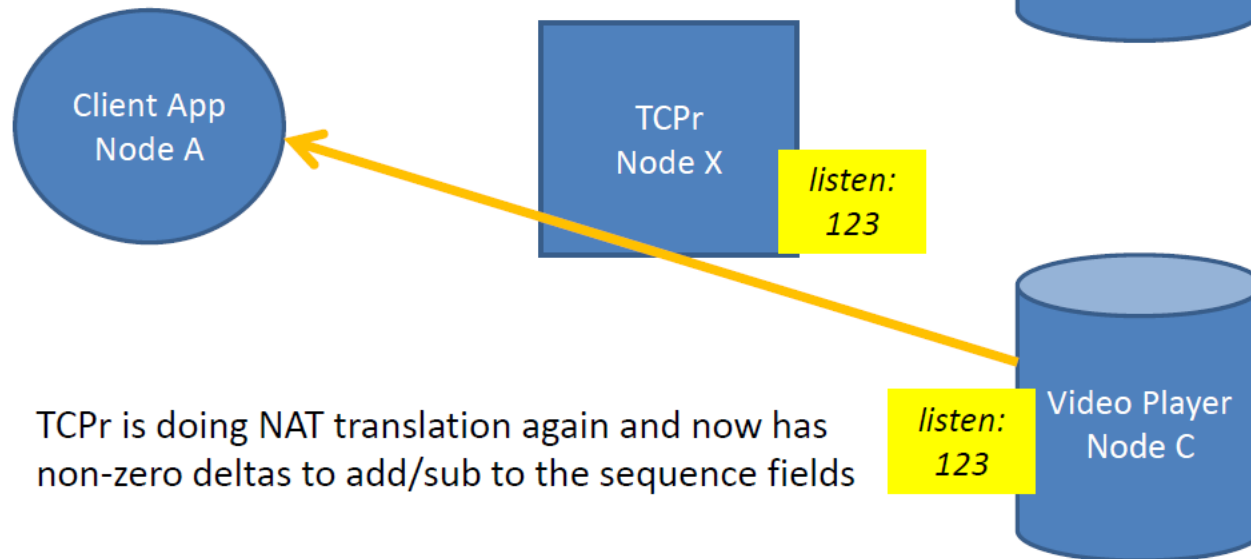 Client App
Node A
TCPr
Node X
listen:
123
Video Player
Node C
listen:
123
TCPr is doing NAT translation again and now has
non-zero deltas to add/sub to the sequence fields